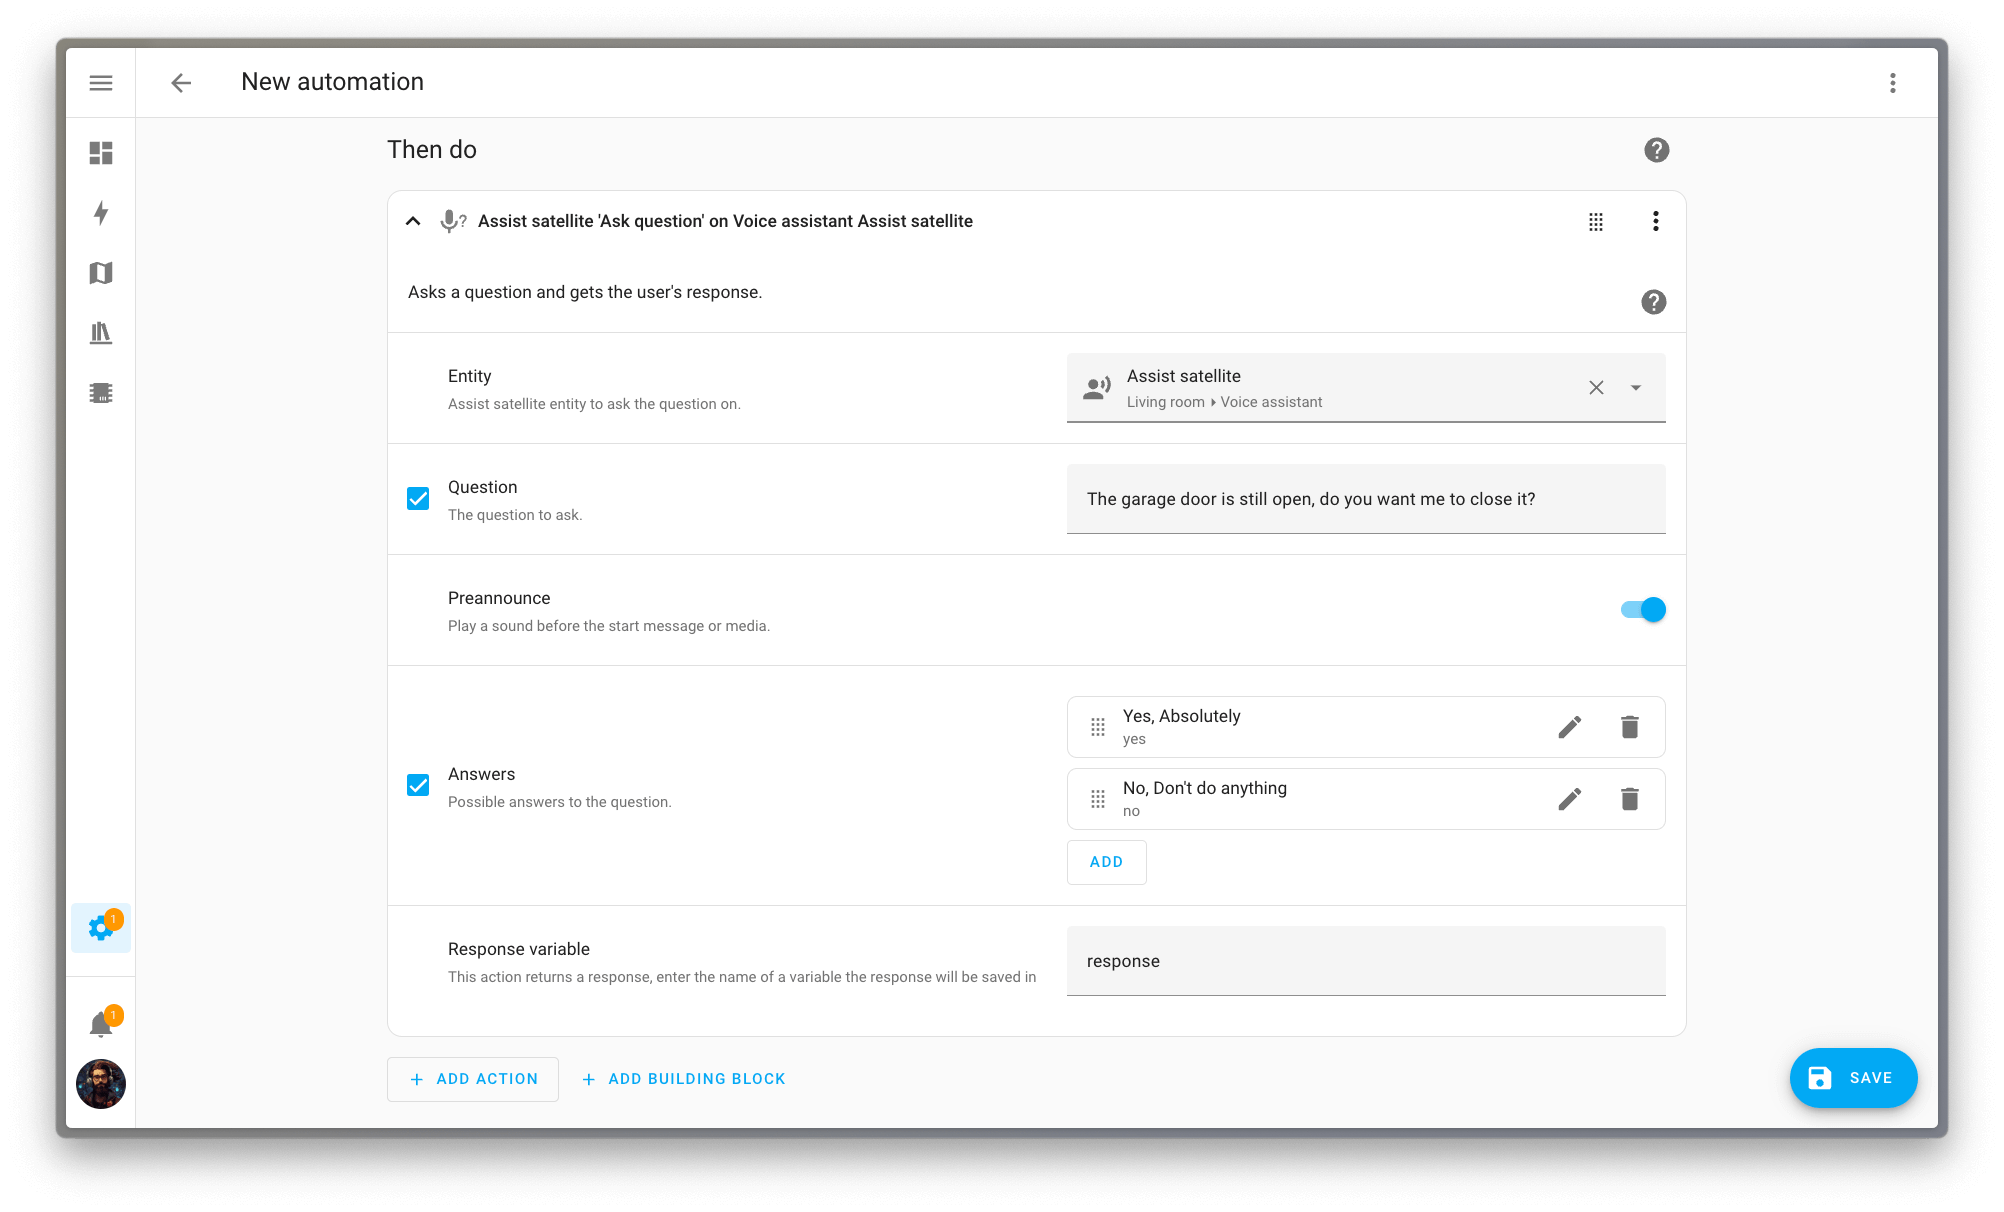 New automation
Then do
Assist satellite 'Ask question' on Voice assistant Assist satellite
Asks a question and gets the user's response.
Entity
Assist satellite entity to ask the question on.
Assist satellite
Living room ▸ Voice assistant
Question
The question to ask.
The garage door is still open, do you want me to close it?
Preannounce
Play a sound before the start message or media.
Answers
Possible answers to the question.
Yes, Absolutely
yes
No, Don't do anything
no
ADD
Response variable
This action returns a response, enter the name of a variable the response will be saved in
response
1
1
+ ADD ACTION
+ ADD BUILDING BLOCK
SAVE